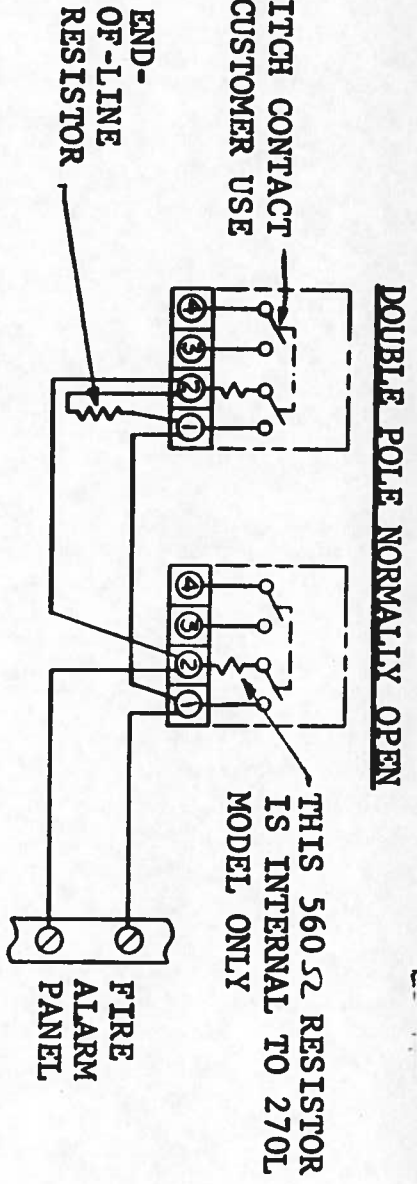 DOUBLE POLE NORMALLY OPEN
ITCH CONTACT
CUSTOMER USE
END-
OF-LINE
RESISTOR
4
3
2
1
4
3
2
1
THIS 560 Ω RESISTOR
IS INTERNAL TO 270L
MODEL ONLY
FIRE
ALARM
PANEL